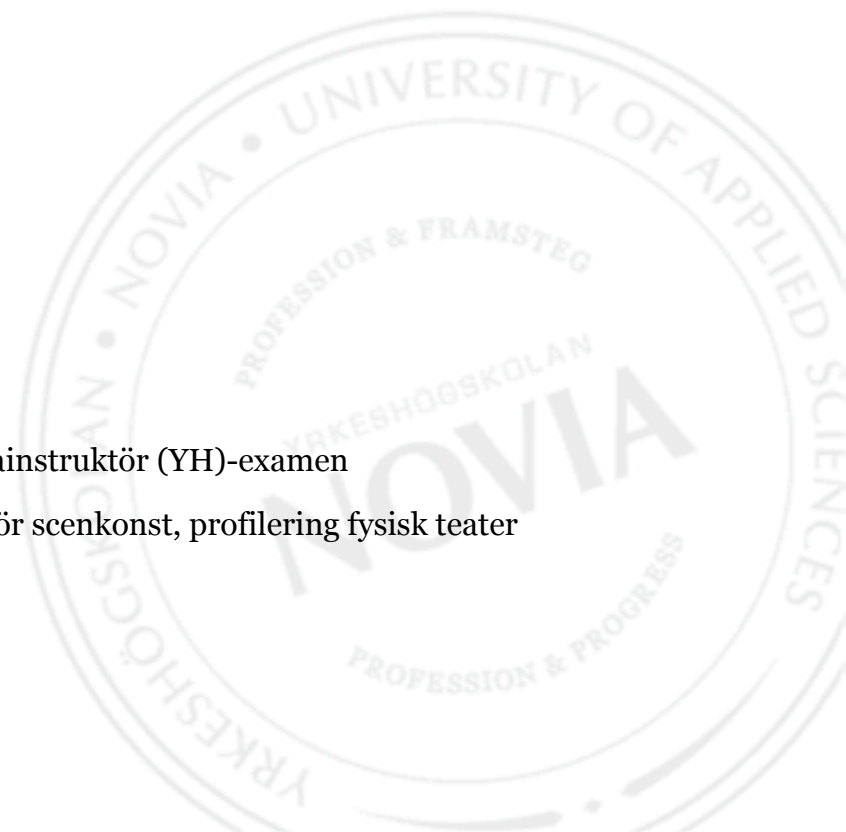 YRKESHÖGSKOLAN • NOVIA • UNIVERSITY OF APPLIED SCIENCES
PROFESSION & FRAMSTEG
YRKESHÖGSKOLAN
NOVIA
ainstruktör (YH)-examen
ör scenkonst, profilering fysisk teater
PROFESSION & PROGRESS